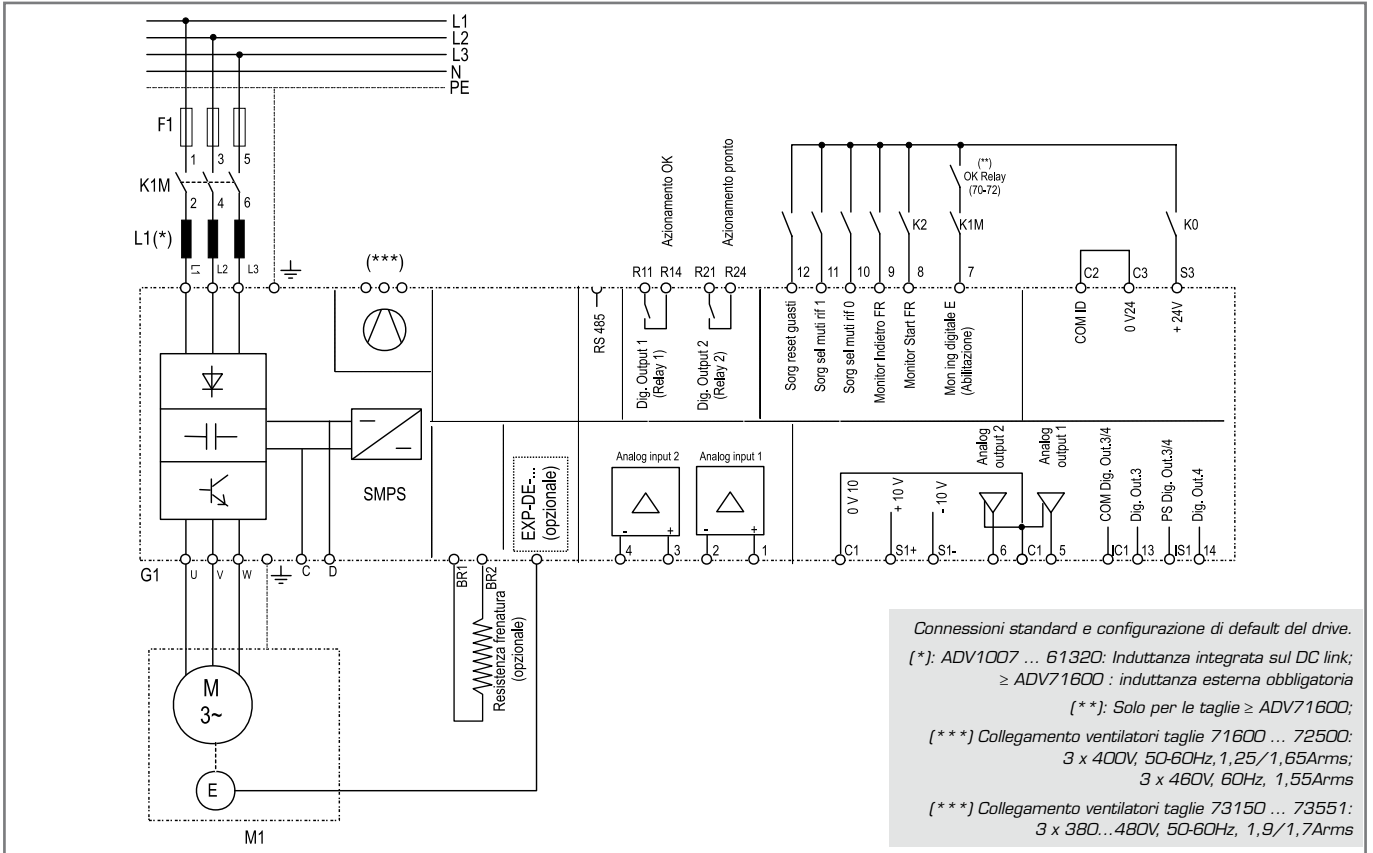 L1
L2
L3
N
PE
F1
1 3 5
K1M
2 4 6
L1(*)
L1 L2 L3
(***)
Azionamento OK
Azionamento pronto
R11 R14 R21 R24
RS 485
Dig. Output 1
(Relay 1)
Dig. Output 2
(Relay 2)
(**)
OK Relay
(70-72)
K2
K1M
K0
12 11 10 9 8 7
C2 C3 S3
Sorg reset guasti
Sorg sel muti rif 1
Sorg sel muti rif 0
Monitor Indietro FR
Monitor Start FR
Mon ing digitale E
(Abilitazione)
COM ID
0 V24
+ 24V
SMPS
EXP-DE-...
(opzionale)
Analog input 2
Analog input 1
- +
- +
4 3 2 1
0 V 10
+ 10 V
- 10 V
Analog
output 2
Analog
output 1
COM Dig. Out.3/4
Dig. Out.3
PS Dig. Out.3/4
Dig. Out.4
C1 S1+ S1- 6 C1 5 IC1 13 IS1 14
G1
U V W C D
BR1
BR2
Resistenza frenatura
(opzionale)
M
3~
E
M1
Connessioni standard e configurazione di default del drive.
(*): ADV1007 ... 61320: Induttanza integrata sul DC link;
≥ ADV71600 : induttanza esterna obbligatoria
(**): Solo per le taglie ≥ ADV71600;
(***) Collegamento ventilatori taglie 71600 ... 72500:
3 x 400V, 50-60Hz,1,25/1,65Arms;
3 x 460V, 60Hz, 1,55Arms
(***) Collegamento ventilatori taglie 73150 ... 73551:
3 x 380...480V, 50-60Hz, 1,9/1,7Arms